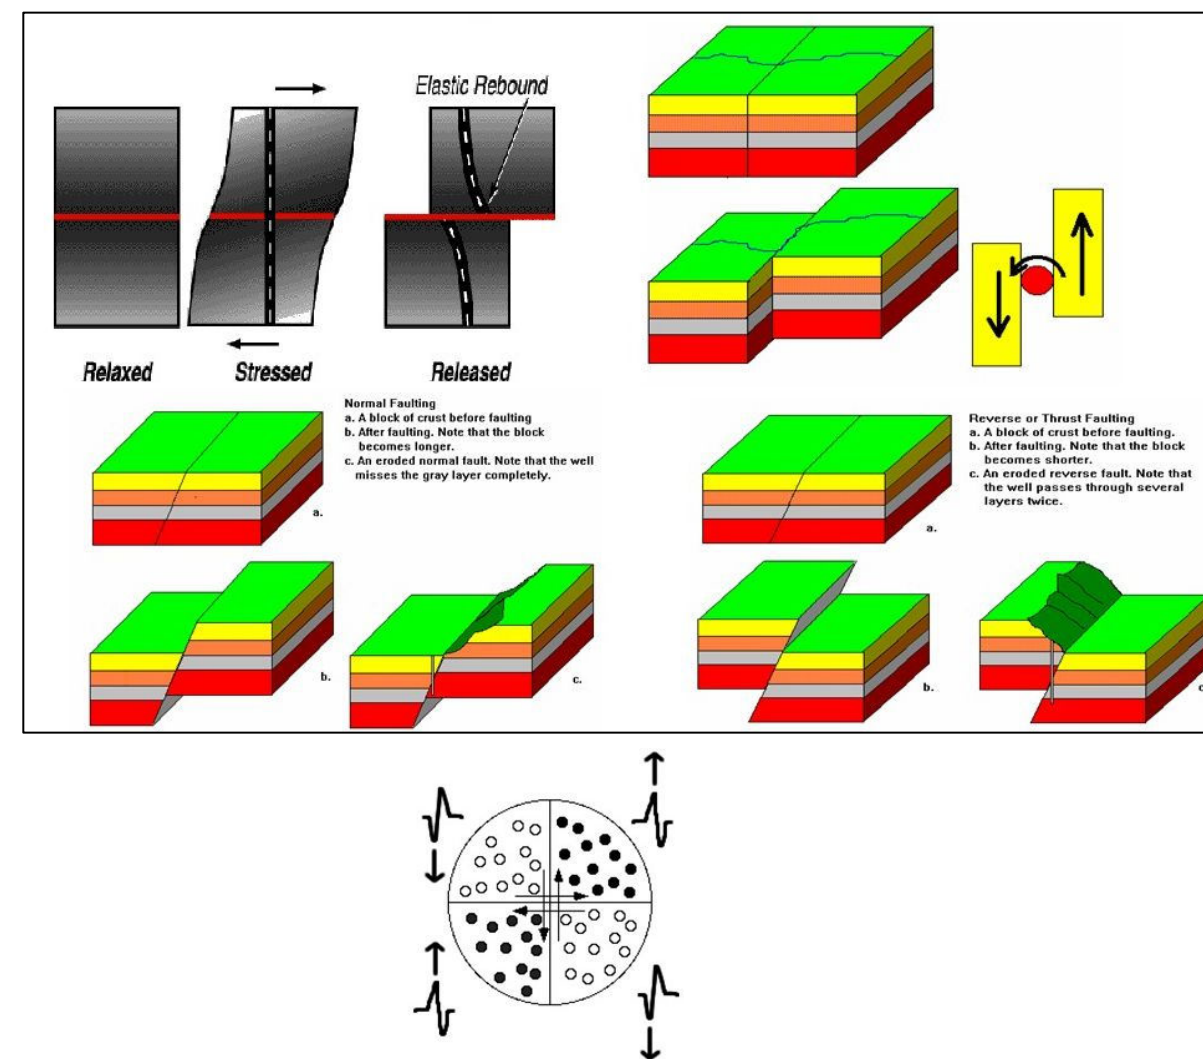 Elastic Rebound
Relaxed
Stressed
Released
Normal Faulting
a. A block of crust before faulting
b. After faulting. Note that the block
becomes longer.
c. An eroded normal fault. Note that the well
misses the gray layer completely.
a.
b.
c.
Reverse or Thrust Faulting
a. A block of crust before faulting.
b. After faulting. Note that the block
becomes shorter.
c. An eroded reverse fault. Note that
the well passes through several
layers twice.
a.
b.
c